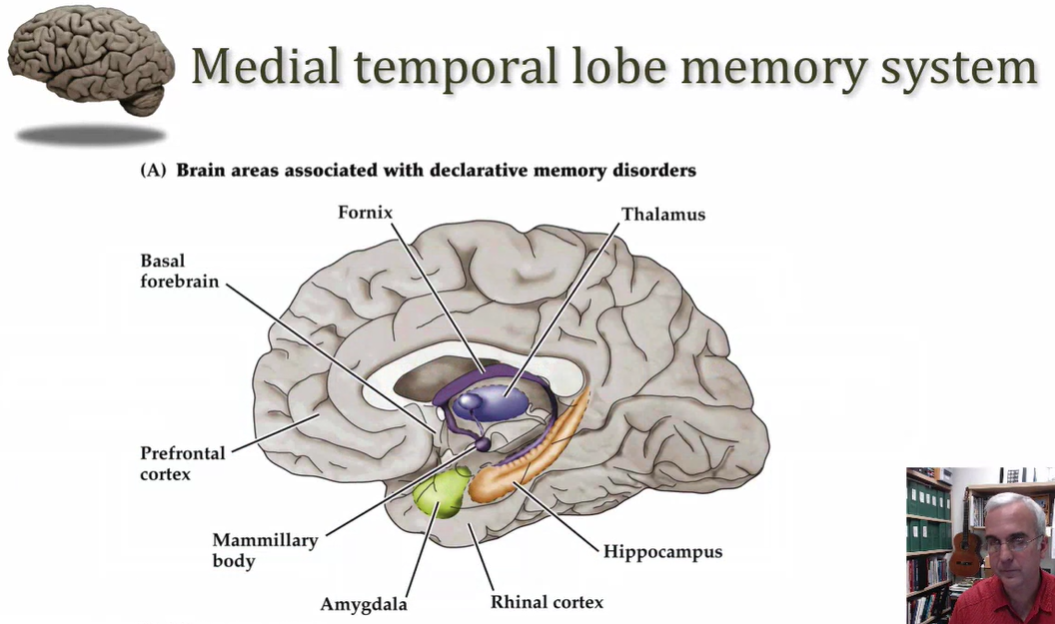 Medial temporal lobe memory system
(A) Brain areas associated with declarative memory disorders
Fornix
Thalamus
Basal
forebrain
Prefrontal
cortex
Mammillary
body
Hippocampus
Amygdala
Rhinal cortex